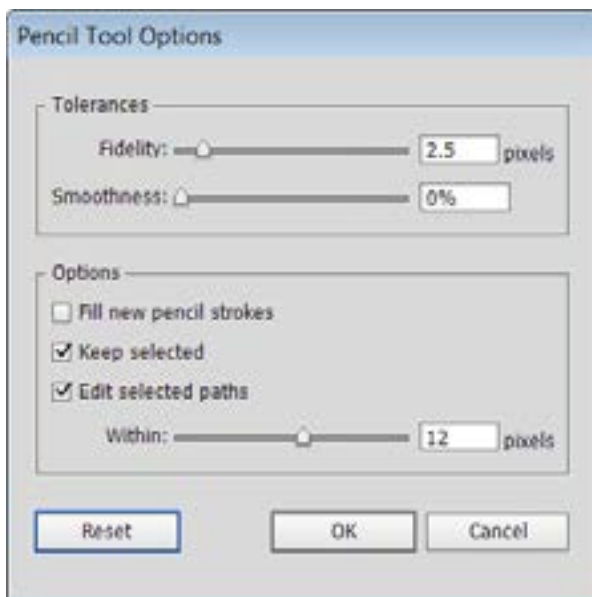 Pencil Tool Options
Tolerances
Fidelity: 2.5 pixels
Smoothness: 0%
Options
Fill new pencil strokes
Keep selected
Edit selected paths
Within: 12 pixels
Reset OK Cancel